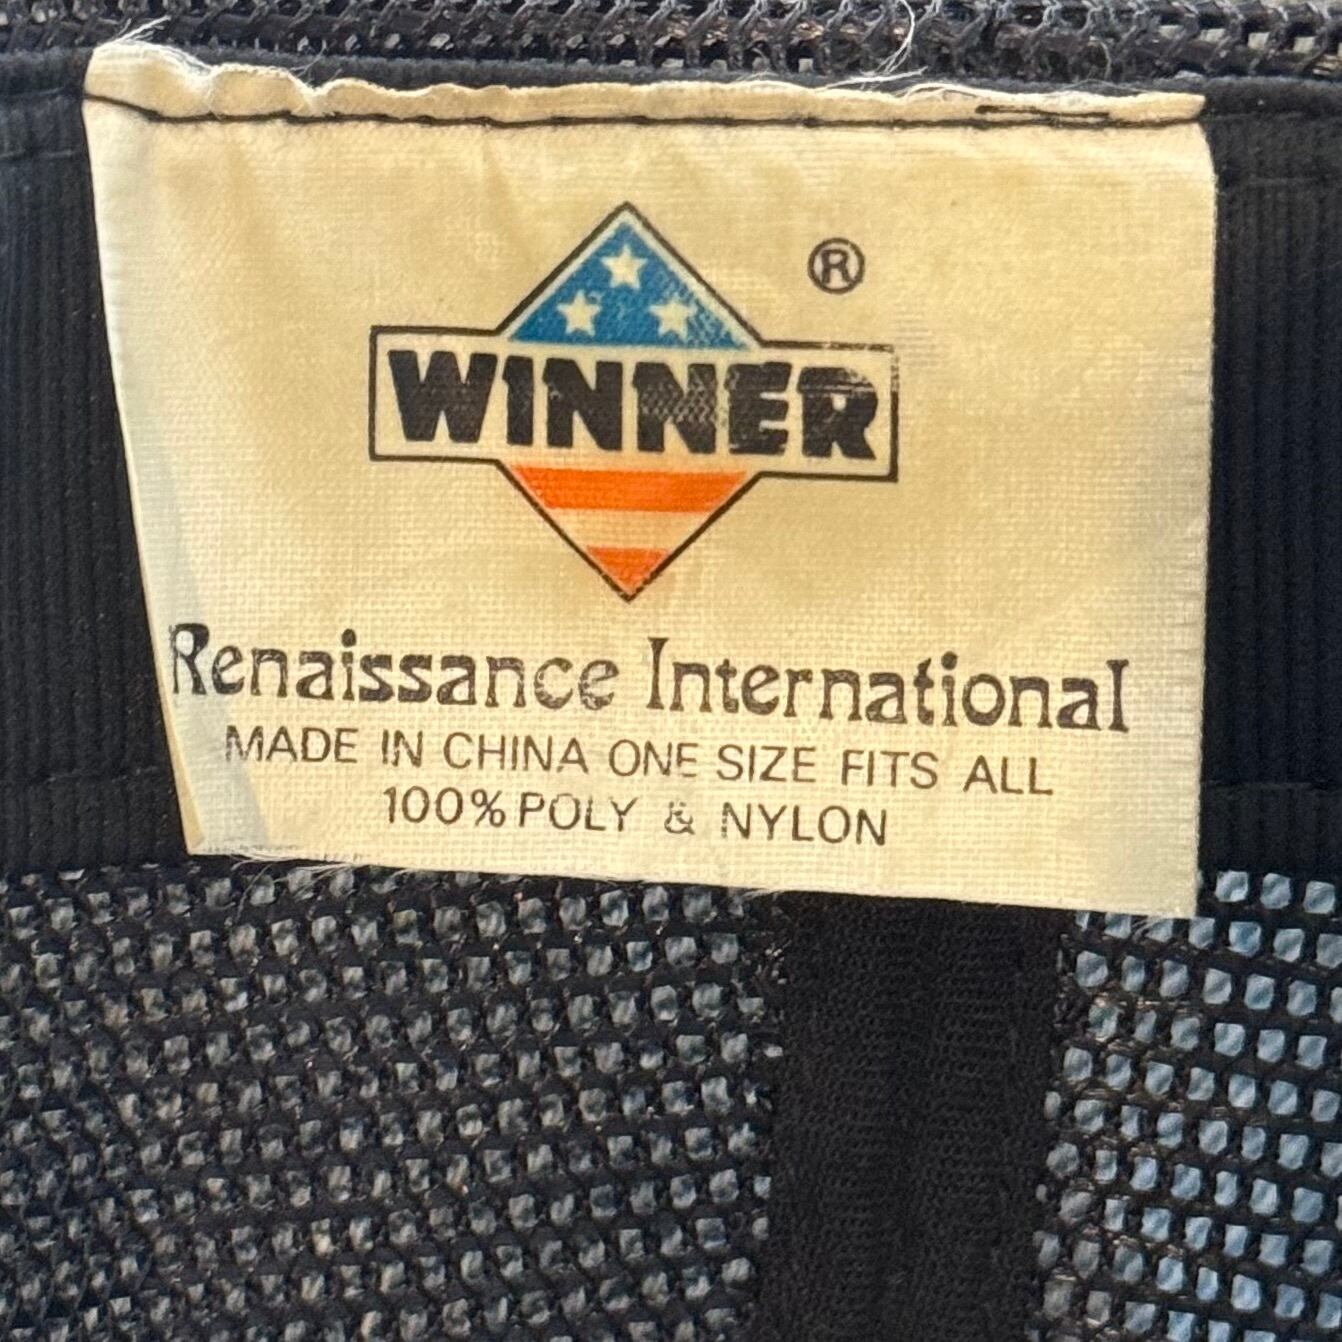 ®
WINNER
Renaissance International
MADE IN CHINA ONE SIZE FITS ALL
100% POLY & NYLON